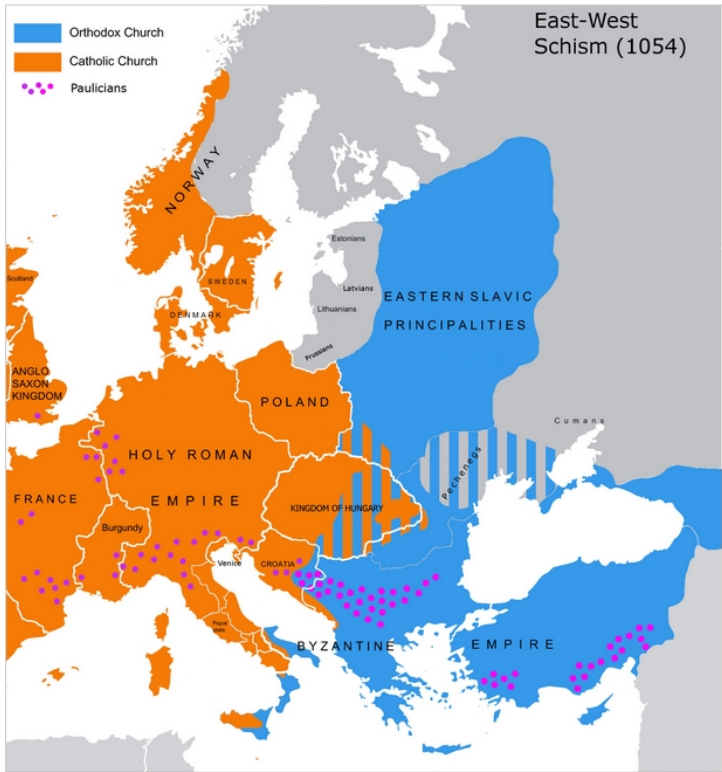 East-West
Schism (1054)
Orthodox Church
Catholic Church
Paulicians
NORWAY
Scotland
SWEDEN
DENMARK
Estonians
Latvians
Lithuanians
Prussians
EASTERN SLAVIC
PRINCIPALITIES
ANGLO
SAXON
KINGDOM
POLAND
HOLY ROMAN
EMPIRE
Cumans
Pechenegs
FRANCE
KINGDOM OF HUNGARY
Burgundy
Venice
CROATIA
Papal
state
BYZANTINE
EMPIRE